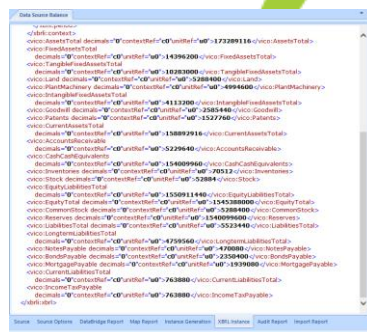 Data Source Balance
</xbrli:context>
<vico:AssetsTotal decimals="0"contextRef="c0"unitRef="u0">173289116</vico:AssetsTotal>
<vico:FixedAssetsTotal
decimals="0"contextRef="c0"unitRef="u0">14396200</vico:FixedAssetsTotal>
<vico:TangibleFixedAssetsTotal
decimals="0"contextRef="c0"unitRef="u0">10283000</vico:TangibleFixedAssetsTotal>
<vico:Land decimals="0"contextRef="c0"unitRef="u0">5288400</vico:Land>
<vico:PlantMachinery decimals="0"contextRef="c0"unitRef="u0">4994600</vico:PlantMachinery>
<vico:IntangibleFixedAssetsTotal
decimals="0"contextRef="c0"unitRef="u0">4113200</vico:IntangibleFixedAssetsTotal>
<vico:Goodwill decimals="0"contextRef="c0"unitRef="u0">2585440</vico:Goodwill>
<vico:Patents decimals="0"contextRef="c0"unitRef="u0">1527760</vico:Patents>
<vico:CurrentAssetsTotal
decimals="0"contextRef="c0"unitRef="u0">158892916</vico:CurrentAssetsTotal>
<vico:AccountsReceivable
decimals="0"contextRef="c0"unitRef="u0">5229640</vico:AccountsReceivable>
<vico:CashCashEquivalents
decimals="0"contextRef="c0"unitRef="u0">154009960</vico:CashCashEquivalents>
<vico:Inventories decimals="0"contextRef="c0"unitRef="u0">70512</vico:Inventories>
<vico:Stock decimals="0"contextRef="c0"unitRef="u0">52884</vico:Stock>
<vico:EquityLiabilitiesTotal
decimals="0"contextRef="c0"unitRef="u0">1550911440</vico:EquityLiabilitiesTotal>
<vico:EquityTotal decimals="0"contextRef="c0"unitRef="u0">1545388000</vico:EquityTotal>
<vico:CommonStock decimals="0"contextRef="c0"unitRef="u0">5288400</vico:CommonStock>
<vico:Reserves decimals="0"contextRef="c0"unitRef="u0">1540099600</vico:Reserves>
<vico:LiabilitiesTotal decimals="0"contextRef="c0"unitRef="u0">5523440</vico:LiabilitiesTotal>
<vico:LongtermLiabilitiesTotal
decimals="0"contextRef="c0"unitRef="u0">4759560</vico:LongtermLiabilitiesTotal>
<vico:NotesPayable decimals="0"contextRef="c0"unitRef="u0">470080</vico:NotesPayable>
<vico:BondsPayable decimals="0"contextRef="c0"unitRef="u0">2350400</vico:BondsPayable>
<vico:MortgagePayable decimals="0"contextRef="c0"unitRef="u0">1939080</vico:MortgagePayable>
<vico:CurrentLiabilitiesTotal
decimals="0"contextRef="c0"unitRef="u0">763880</vico:CurrentLiabilitiesTotal>
<vico:IncomeTaxPayable
decimals="0"contextRef="c0"unitRef="u0">763880</vico:IncomeTaxPayable>
</xbrli:xbrl>
Source Source Options DataBridge Report Map Report Instance Generation XBRL Instance Audit Report Import Report